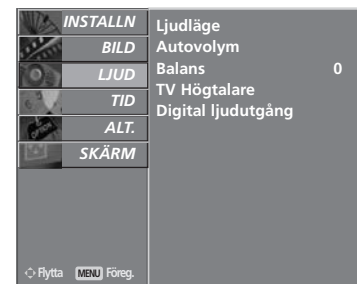 INSTALLN
BILD
LJUD
TID
ALT.
SKÄRM
Ljudläge
Autovolym
Balans 0
TV Högtalare
Digital ljudutgång
Flytta MENU Föreg.